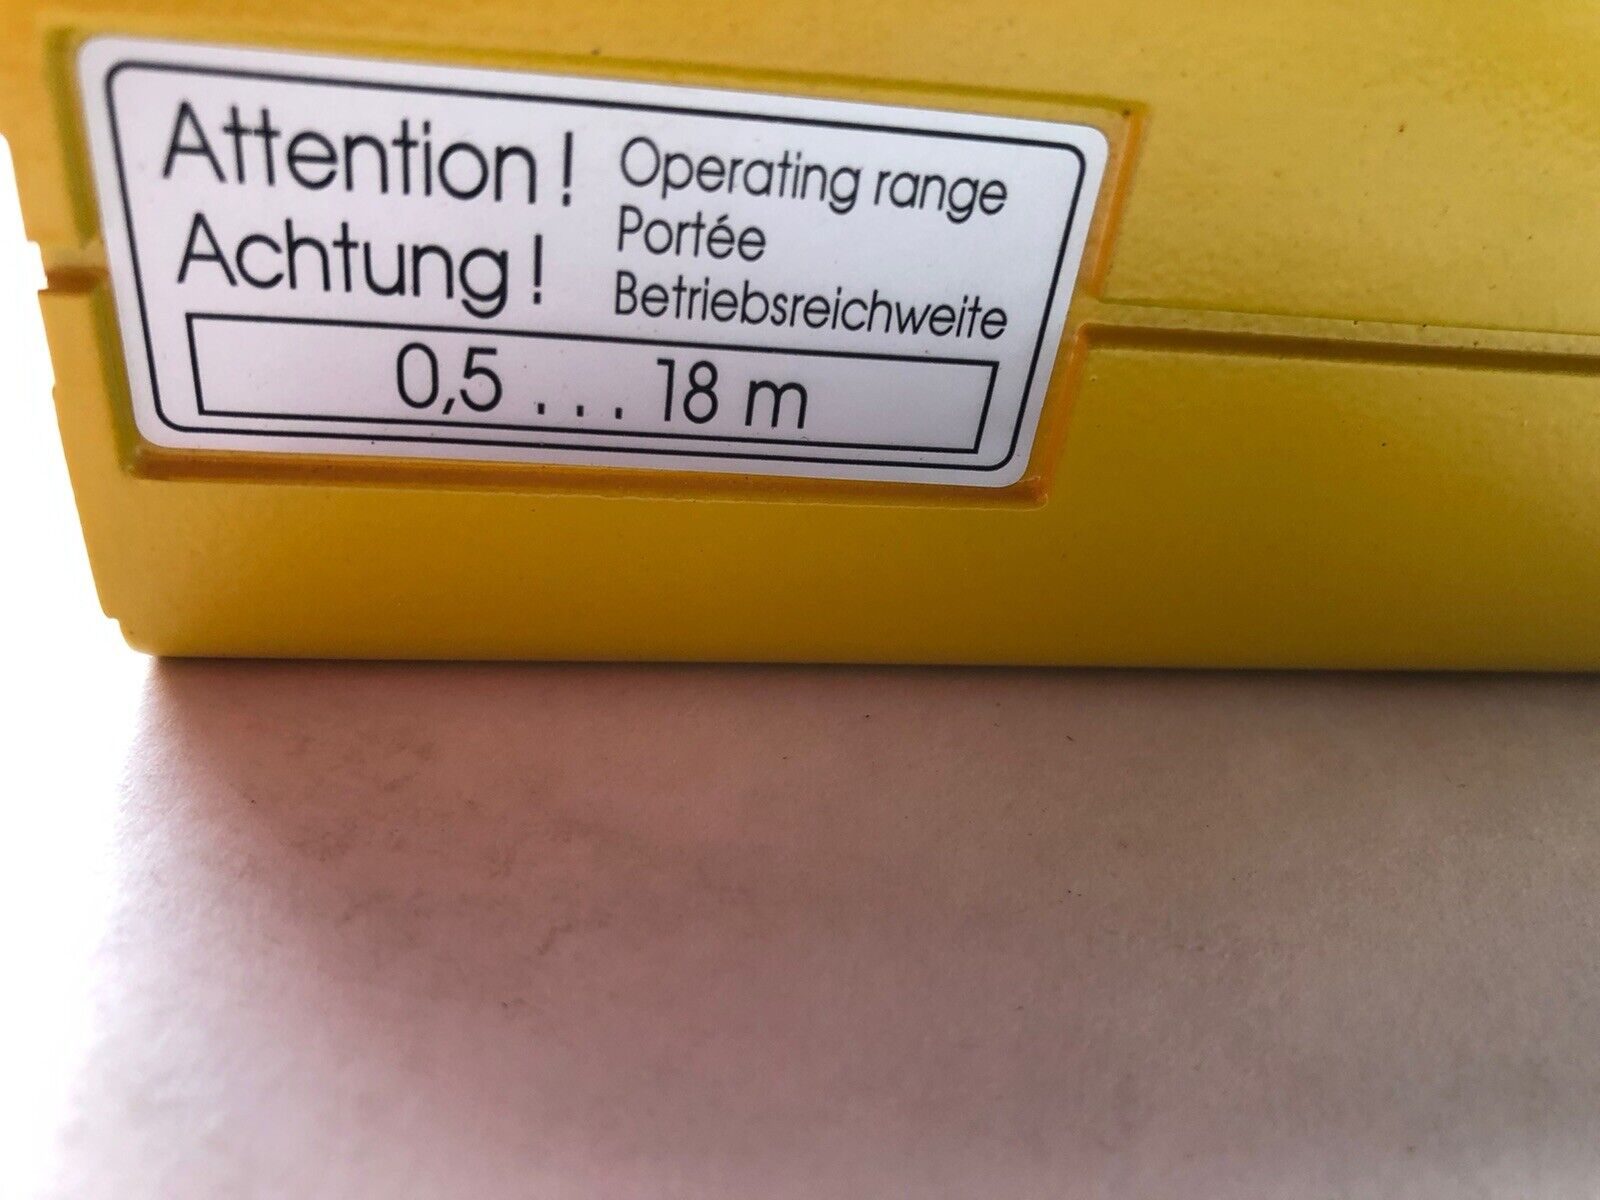 Attention !
Achtung !
Operating range
Portée
Betriebsreichweite
0,5 . . . 18 m